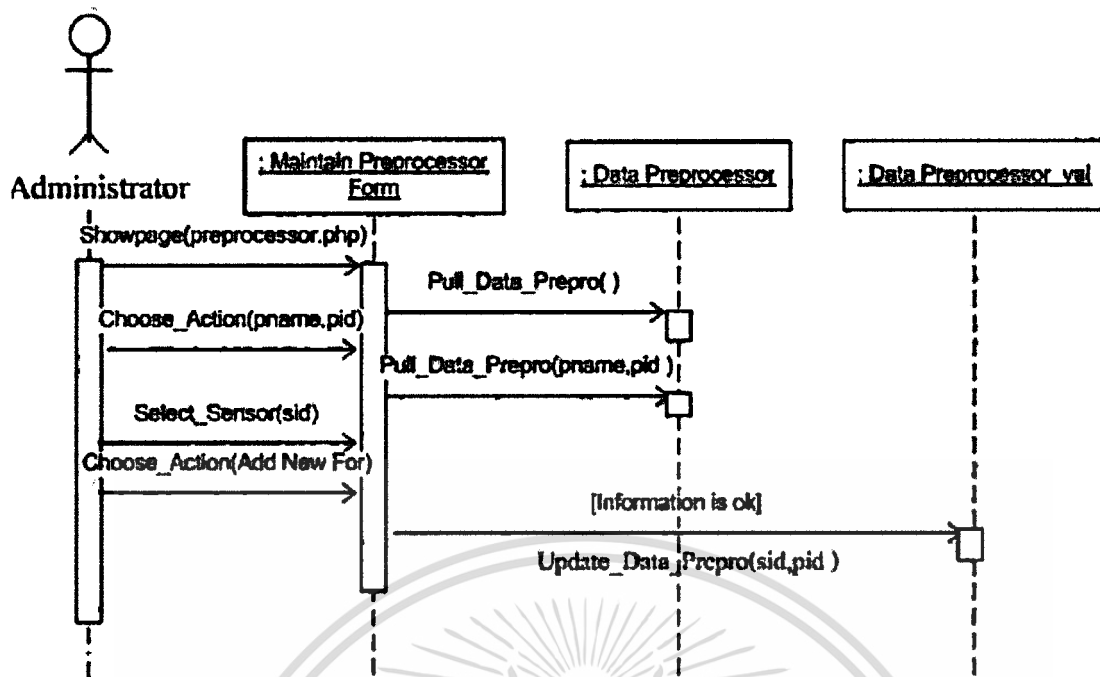 : Maintain Preprocessor
Form
: Data Preprocessor
: Data Preprocessor_val
Administrator
Showpage(preprocessor.php)
Pull_Data_Prepro( )
Choose_Action(pname,pid)
Pull_Data_Prepro(pname,pid )
Select_Sensor(sid)
Choose_Action(Add New For)
[Information is ok]
Update_Data_Prepro(sid,pid )